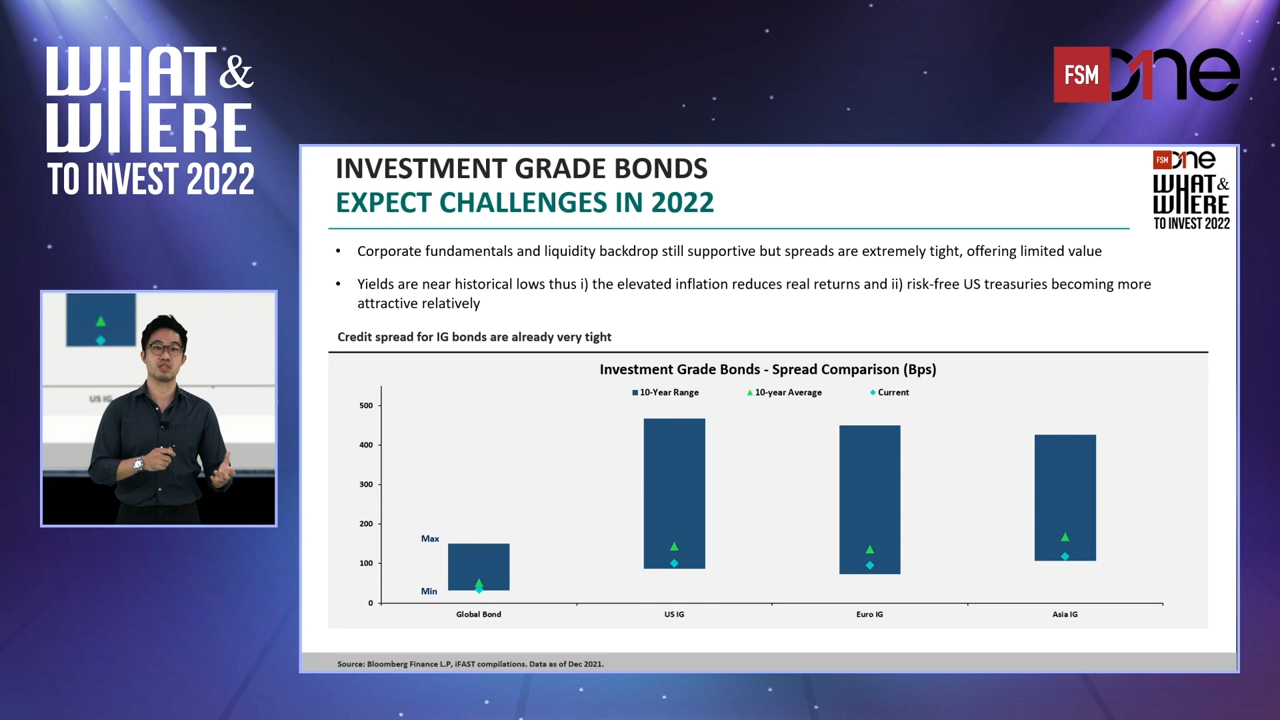 WHAT &
WHERE
TO INVEST 2022
FSM one
INVESTMENT GRADE BONDS
EXPECT CHALLENGES IN 2022
FSM one
WHAT &
WHERE
TO INVEST 2022
• Corporate fundamentals and liquidity backdrop still supportive but spreads are extremely tight, offering limited value
• Yields are near historical lows thus i) the elevated inflation reduces real returns and ii) risk-free US treasuries becoming more
attractive relatively
Credit spread for IG bonds are already very tight
Investment Grade Bonds - Spread Comparison (Bps)
10-Year Range 10-year Average Current
500
400
300
200
100
0
Max
Min
Global Bond US IG Euro IG Asia IG
Source: Bloomberg Finance L.P, iFAST compilations. Data as of Dec 2021.
US IG